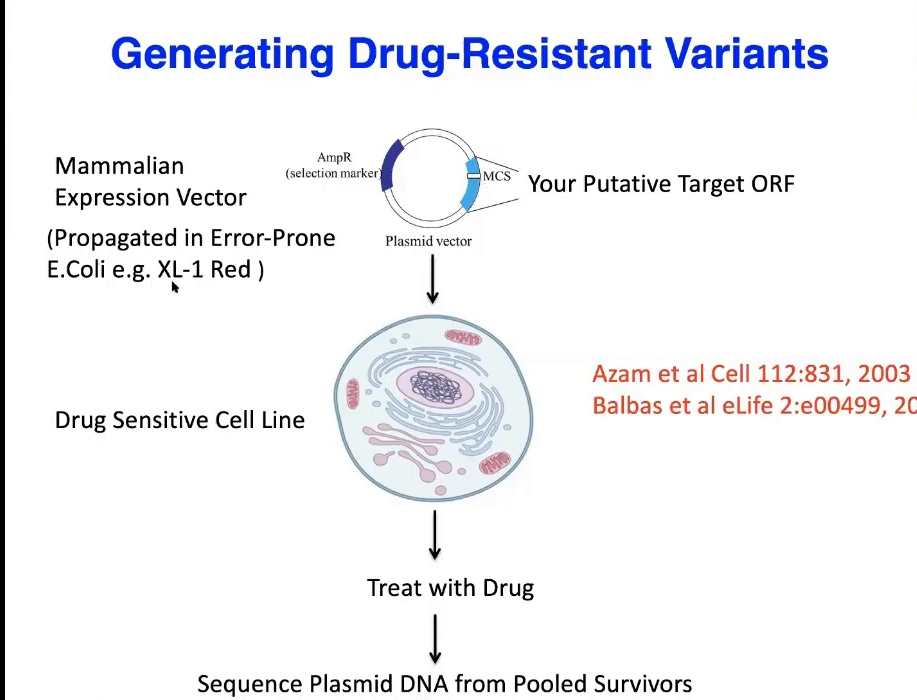 Generating Drug-Resistant Variants
Mammalian
Expression Vector
(Propagated in Error-Prone
E.Coli e.g. XL-1 Red )
AmpR
(selection marker)
MCS
Plasmid vector
Your Putative Target ORF
Drug Sensitive Cell Line
Azam et al Cell 112:831, 2003
Balbas et al eLife 2:e00499, 20
Treat with Drug
Sequence Plasmid DNA from Pooled Survivors